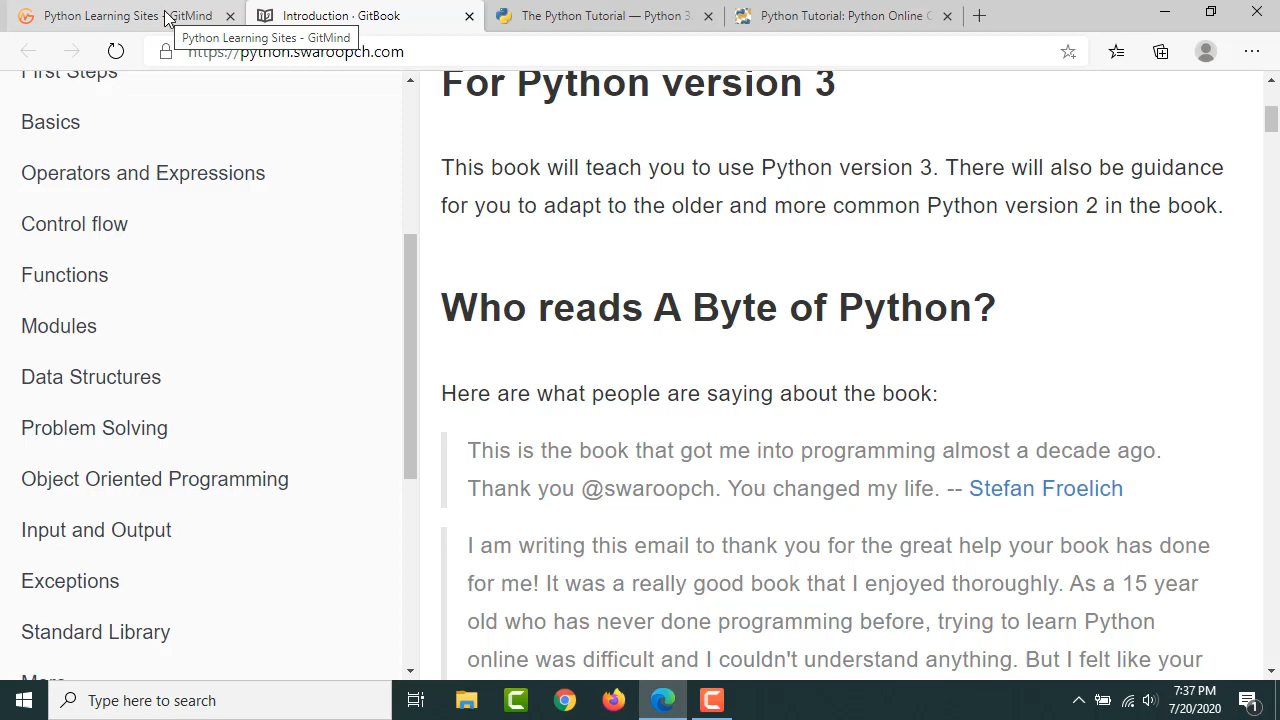 Python Learning Sites - GitMind
Introduction · GitBook
The Python Tutorial — Python 3.
Python Tutorial: Python Online C
Python Learning Sites - GitMind
https://python.swaroopch.com
First Steps
Basics
Operators and Expressions
Control flow
Functions
Modules
Data Structures
Problem Solving
Object Oriented Programming
Input and Output
Exceptions
Standard Library
More
For Python version 3
This book will teach you to use Python version 3. There will also be guidance
for you to adapt to the older and more common Python version 2 in the book.
Who reads A Byte of Python?
Here are what people are saying about the book:
This is the book that got me into programming almost a decade ago.
Thank you @swaroopch. You changed my life. -- Stefan Froelich
I am writing this email to thank you for the great help your book has done
for me! It was a really good book that I enjoyed thoroughly. As a 15 year
old who has never done programming before, trying to learn Python
online was difficult and I couldn't understand anything. But I felt like your
Type here to search
7:37 PM
7/20/2020
1